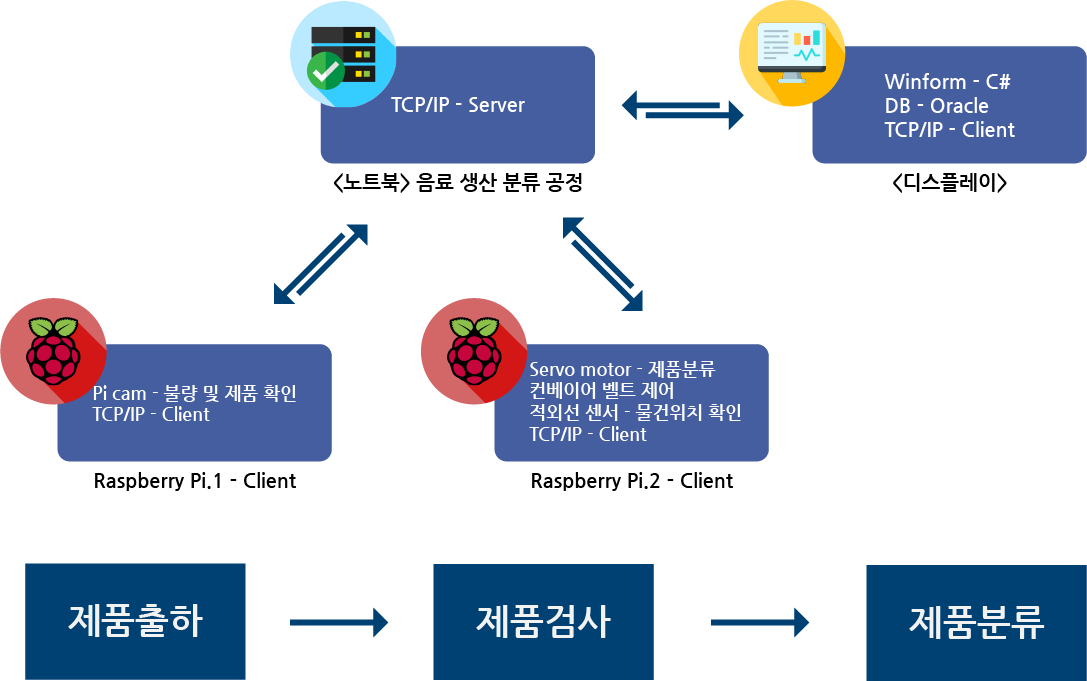 TCP/IP - Server
<노트북> 음료 생산 분류 공정
Winform - C#
DB - Oracle
TCP/IP - Client
<디스플레이>
Pi cam - 불량 및 제품 확인
TCP/IP - Client
Raspberry Pi.1 - Client
Servo motor - 제품분류
컨베이어 벨트 제어
적외선 센서 - 물건위치 확인
TCP/IP - Client
Raspberry Pi.2 - Client
제품출하
제품검사
제품분류